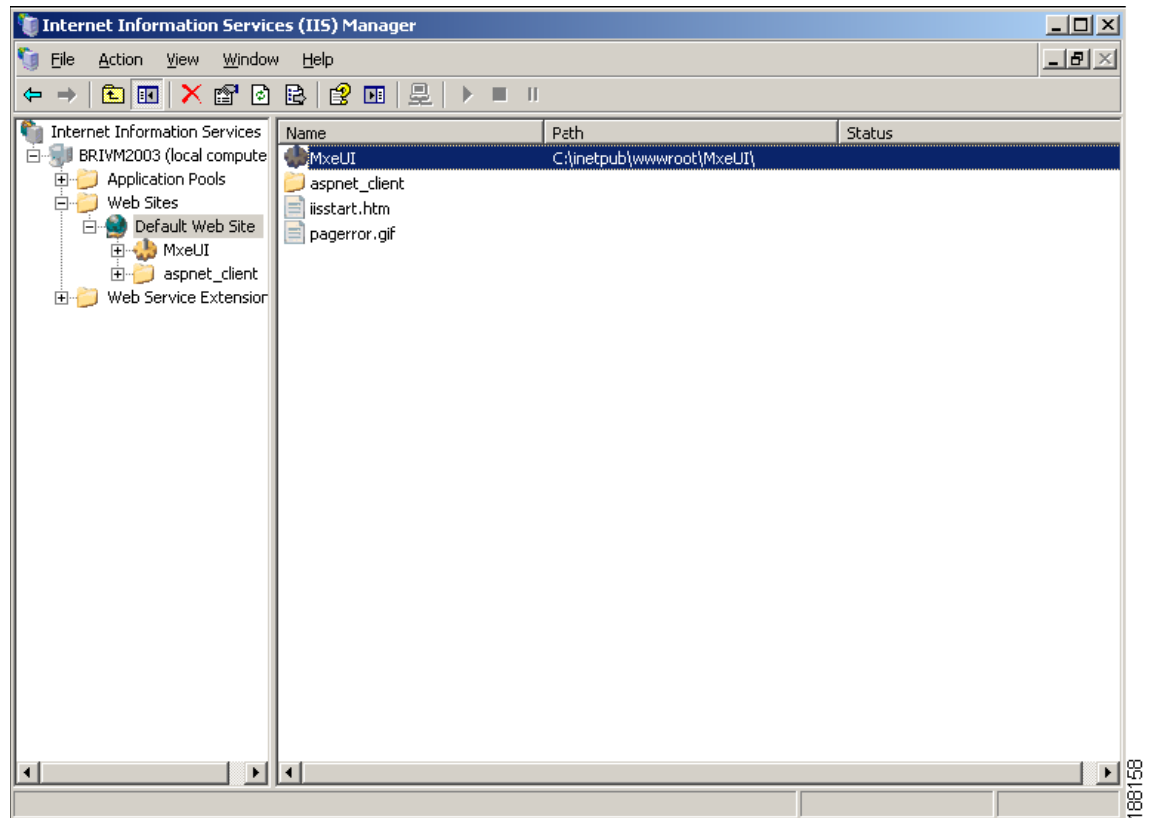 Internet Information Services (IIS) Manager
File Action View Window Help
Internet Information Services
BRIVM2003 (local compute
Application Pools
Web Sites
Default Web Site
MxeUI
aspnet_client
Web Service Extension
Name Path Status
MxeUI C:\inetpub\wwwroot\MxeUI\
aspnet_client
iisstart.htm
pagerror.gif
188158